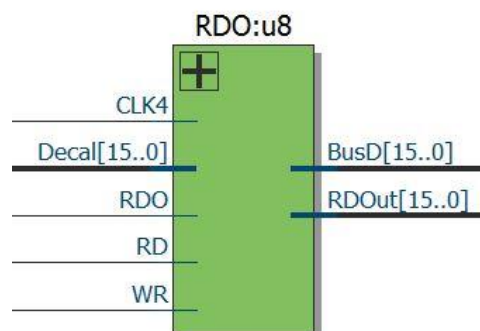 RDO:u8
CLK4
Decal[15..0]
BusD[15..0]
RDO
RDOut[15..0]
RD
WR